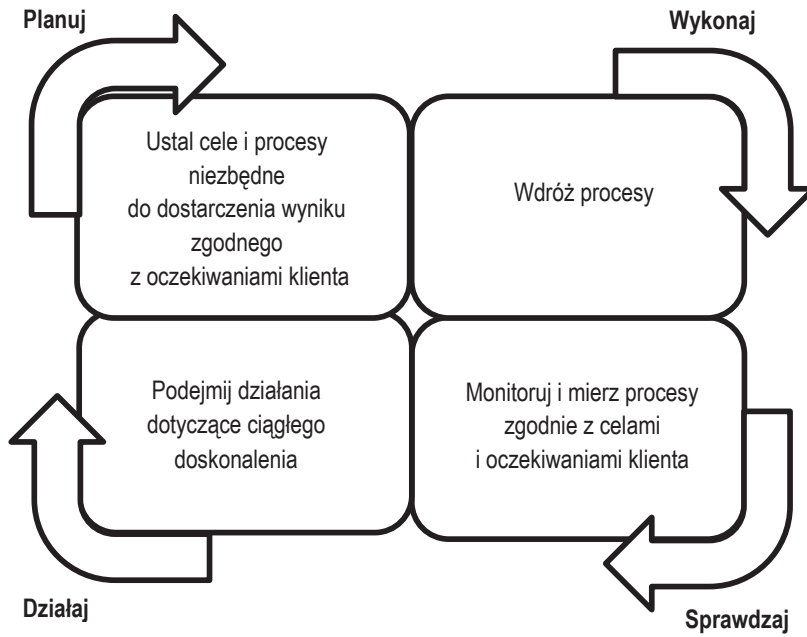 Planuj
Wykonaj
Ustal cele i procesy
niezbędne
do dostarczenia wyniku
zgodnego
z oczekiwaniami klienta
Wdróż procesy
Podejmij działania
dotyczące ciągłego
doskonalenia
Monitoruj i mierz procesy
zgodnie z celami
i oczekiwaniami klienta
Działaj
Sprawdzaj